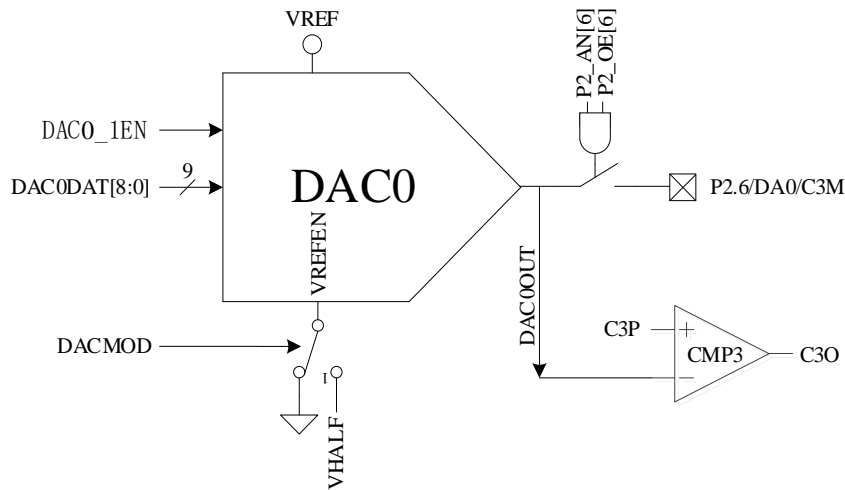 VREF
P2_AN[6]
P2_OE[6]
DAC0_1EN
DAC0DAT[8:0]
9
DAC0
P2.6/DA0/C3M
VREFEN
DAC0OUT
DACMOD
C3P
+
CMP3
C3O
−
1
VHALF